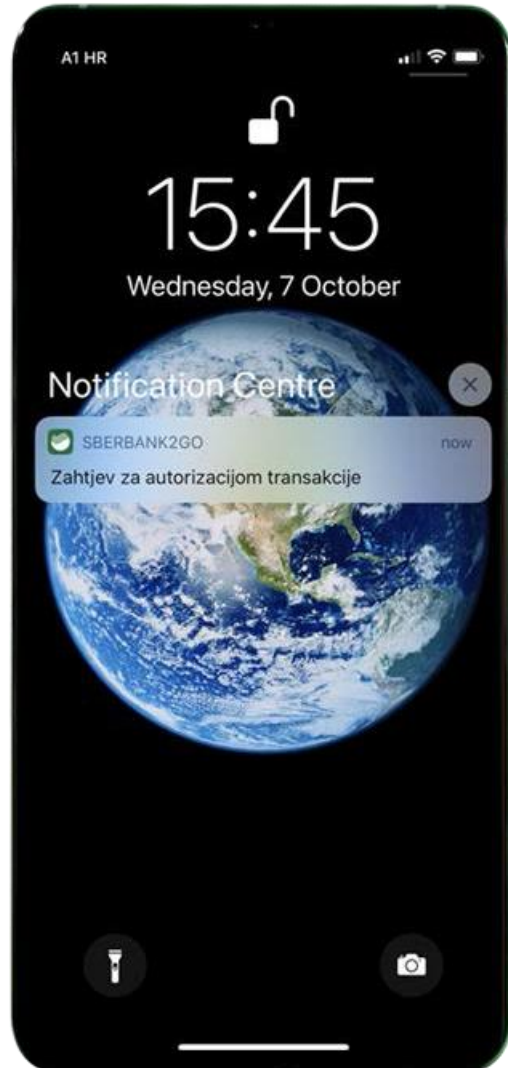 A1 HR
15:45
Wednesday, 7 October
Notification Centre
SBERBANK2GO now
Zahtjev za autorizacijom transakcije